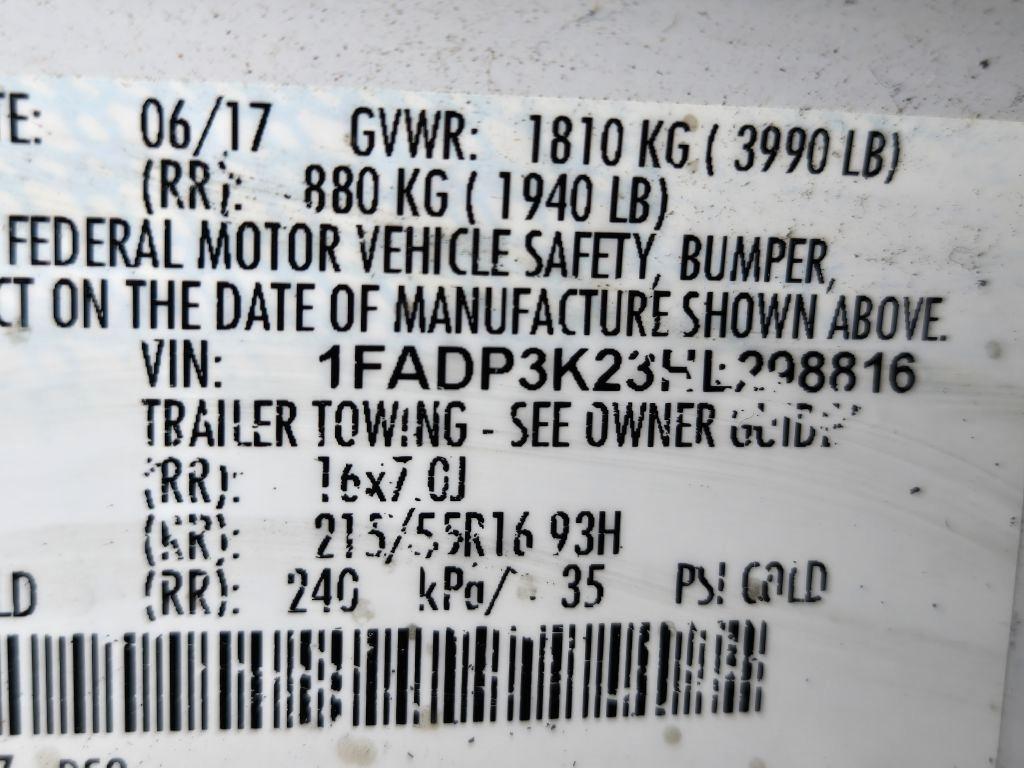 TE: 06/17 GVWR: 1810 KG ( 3990 LB)
(RR): 880 KG ( 1940 LB)
FEDERAL MOTOR VEHICLE SAFETY, BUMPER,
CT ON THE DATE OF MANUFACTURE SHOWN ABOVE.
VIN: 1FADP3K23HL298816
TRAILER TOWING - SEE OWNER GUIDE
(RR): 16x7.0J
(RR): 215/55R16 93H
LD (RR): 240 kPa/ 35 PSI COLD